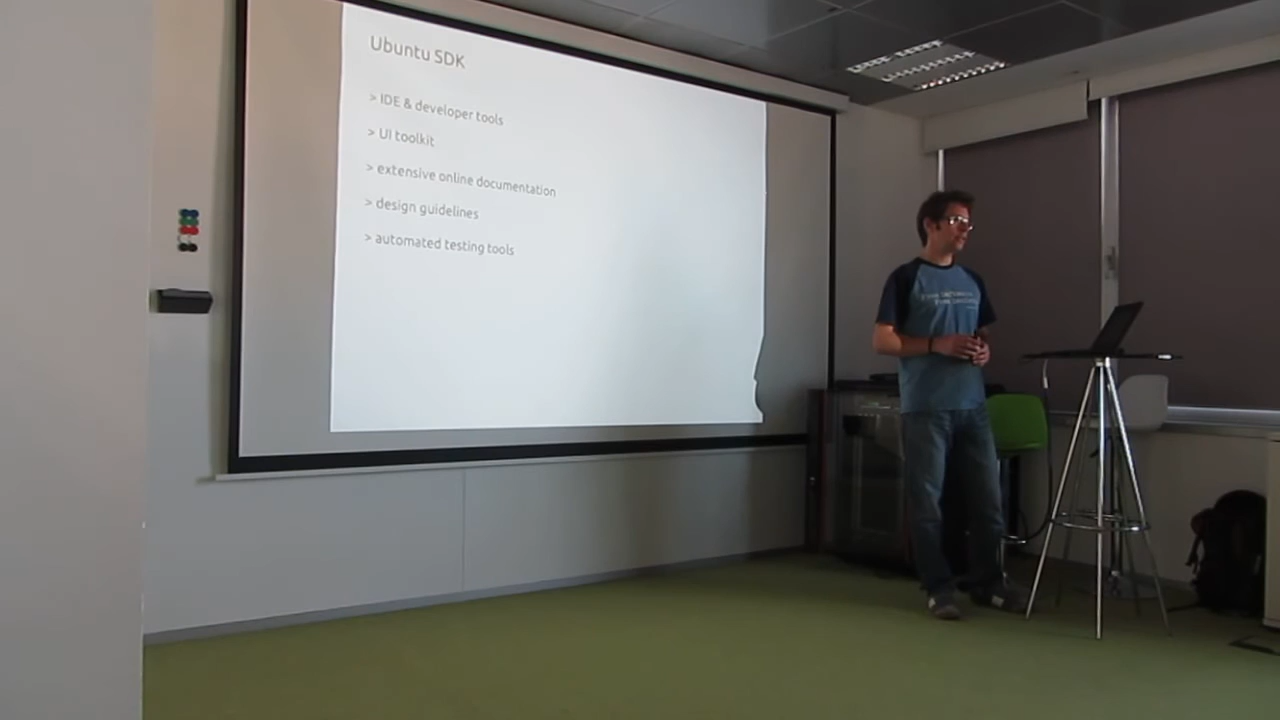 Ubuntu SDK
> IDE & developer tools
> UI toolkit
> extensive online documentation
> design guidelines
> automated testing tools